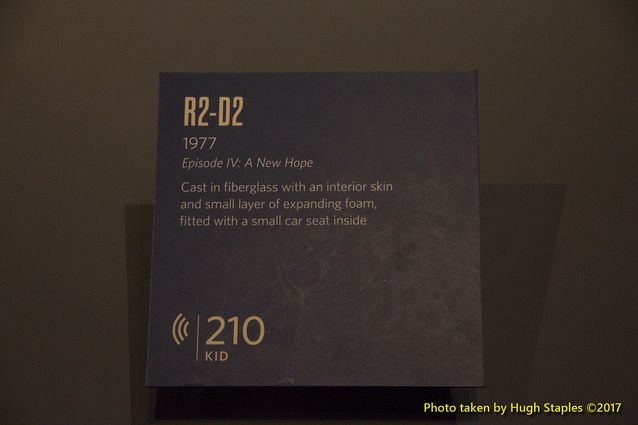 R2-D2
1977
Episode IV: A New Hope
Cast in fiberglass with an interior skin
and small layer of expanding foam,
fitted with a small car seat inside
210
KID
Photo taken by Hugh Staples ©2017